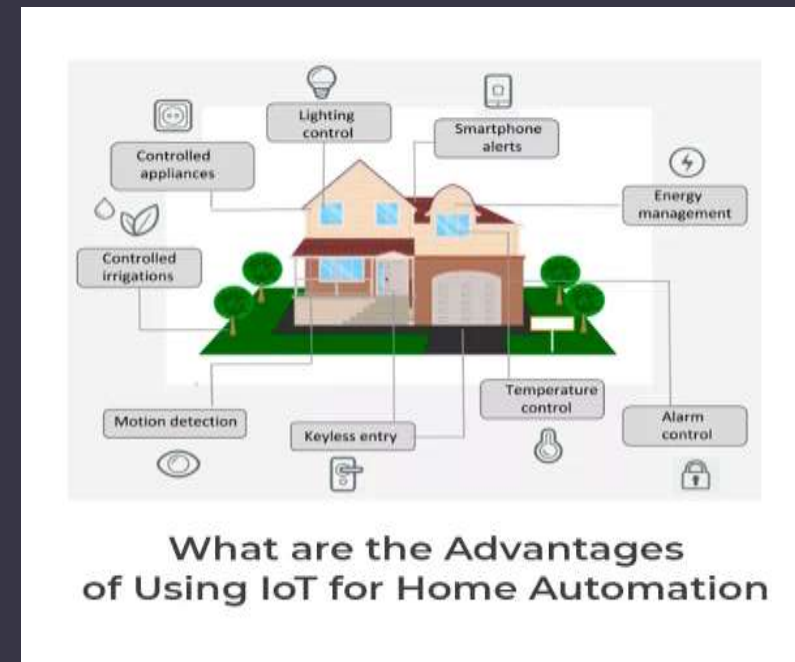 Lighting
control
Smartphone
alerts
Controlled
appliances
Energy
management
Controlled
irrigations
Temperature
control
Motion detection
Keyless entry
Alarm
control
What are the Advantages
of Using IoT for Home Automation